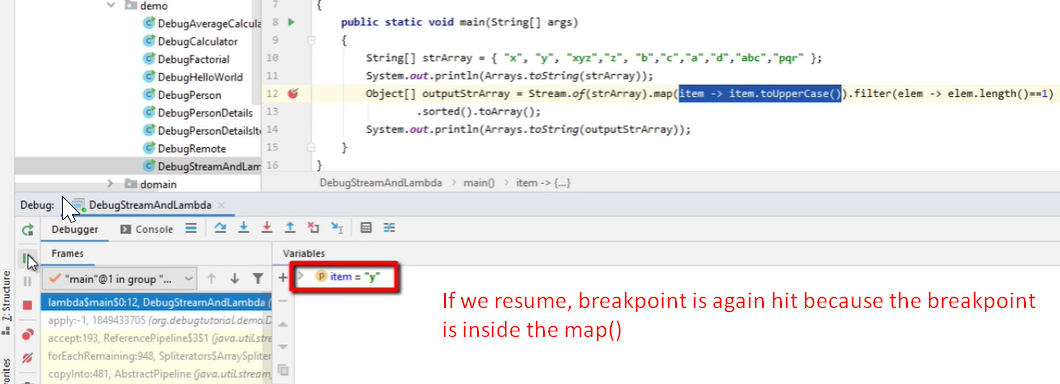 demo
DebugAverageCalcula
DebugCalculator
DebugFactorial
DebugHelloWorld
DebugPerson
DebugPersonDetails
DebugPersonDetailsIte
DebugRemote
DebugStreamAndLam
domain
7 {
8 public static void main(String[] args)
9 {
10 String[] strArray = { "x", "y", "xyz","z", "b","c","a","d","abc","pqr" };
11 System.out.println(Arrays.toString(strArray));
12 Object[] outputStrArray = Stream.of(strArray).map(item -> item.toUpperCase()).filter(elem -> elem.length()==1)
13 .sorted().toArray();
14 System.out.println(Arrays.toString(outputStrArray));
15 }
16 }
DebugStreamAndLambda > main() > item -> {...}
Debug: DebugStreamAndLambda ×
Debugger Console
Frames Variables
"main"@1 in group "...
p item = "y"
lambda$main$0:12, DebugStreamAndLambda (
apply:-1, 1849433705 (org.debugtutorial.demo.D
accept:193, ReferencePipeline$3$1 (java.util.stre
forEachRemaining:948, Spliterators$ArraySpliter
copyInto:481, AbstractPipeline (java.util.stream,
If we resume, breakpoint is again hit because the breakpoint
is inside the map()
Z: Structure
vorites